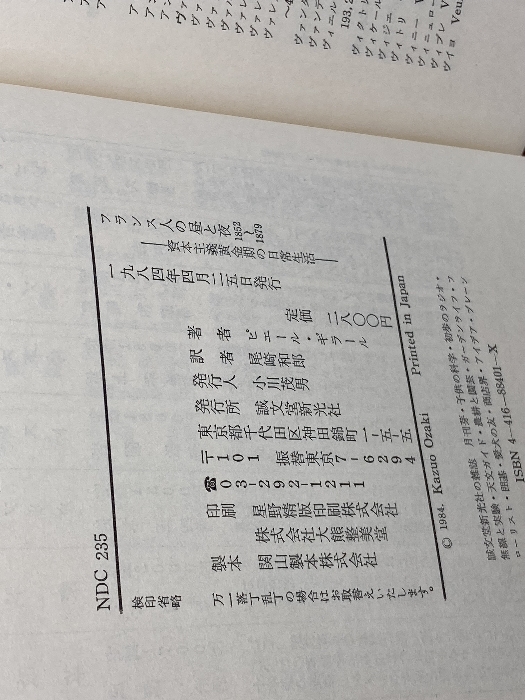 NDC 235
フランス人の昼と夜 1852〜1879
―資本主義黄金期の日常生活―
一九八四年四月二五日発行
定価 二八〇〇円
著者 ピエール・ギラール
訳者 尾崎和郎
発行人 小川茂男
発行所 誠文堂新光社
東京都千代田区神田錦町一-五-五
〒101 振替東京7-6294
☎03-292-1211
印刷 星野精版印刷株式会社
株式会社大熊整美堂
製本 関山製本株式会社
検印省略
万一落丁乱丁の場合はお取替えいたします。
© 1984. Kazuo Ozaki Printed in Japan
誠文堂新光社の雑誌 月刊芽・子供の科学・初歩のラジオ・
無線と実験・天文ガイド・農耕と園芸・ガーデンライフ・フ
ローリスト・囲碁・愛犬の友・商店界・アイデア・ブレーン
ISBN 4-416-88401-X